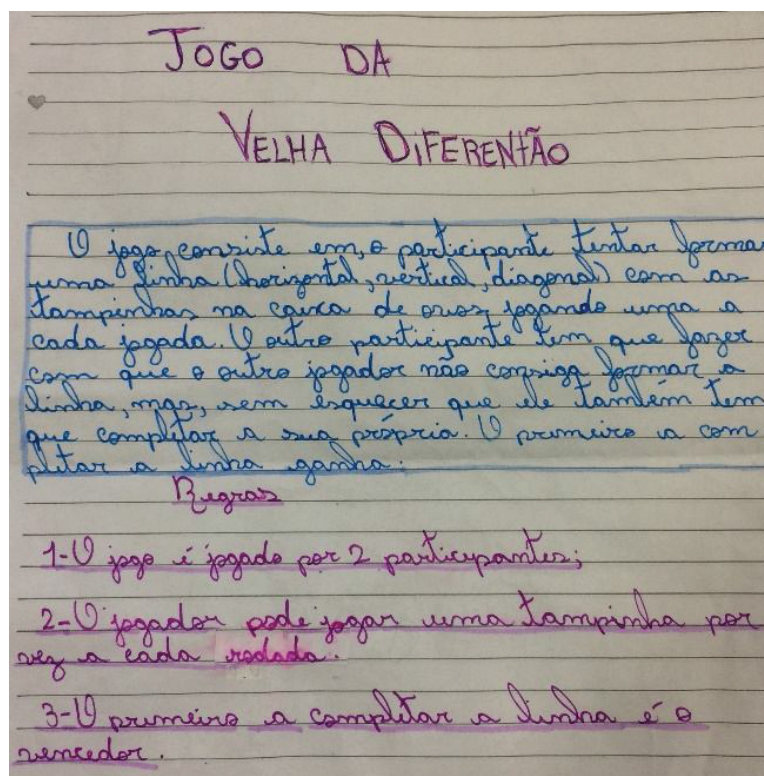 JOGO DA
VELHA DIFERENTÃO
O jogo consiste em, o participante tentar forma
uma linha (horizontal, vertical, diagonal) com as
tampinhas na caixa de ovos jogando uma a
cada jogada. O outro participante tem que fazer
com que o outro jogador não consiga formar a
linha, mas, sem esquecer que ele também tem
que completar a sua própria. O primeiro a com
pletar a linha ganha.
Regras
1-O jogo é jogado por 2 participantes;
2-O jogador pode jogar uma tampinha por
vez a cada rodada.
3-O primeiro a completar a linha é o
vencedor.